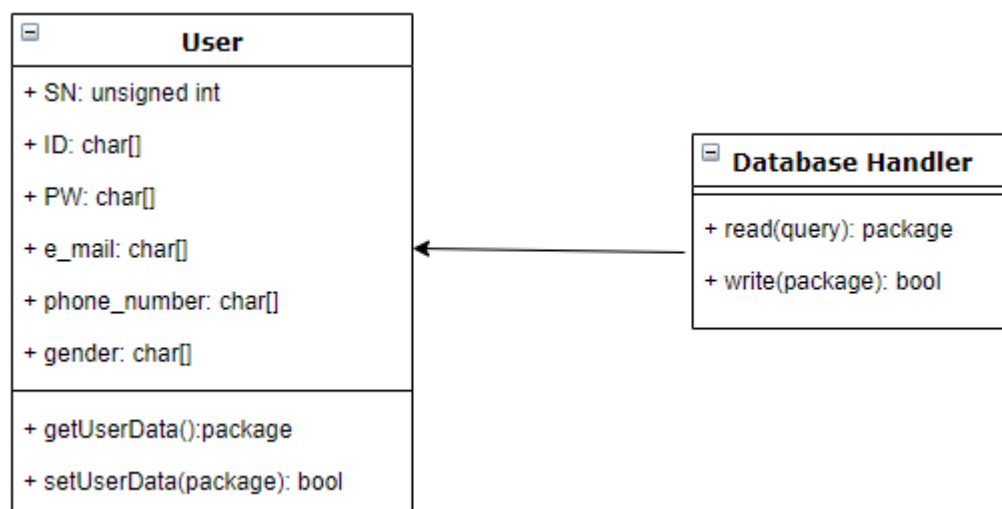 User
+ SN: unsigned int
+ ID: char[]
+ PW: char[]
+ e_mail: char[]
+ phone_number: char[]
+ gender: char[]
+ getUserData():package
+ setUserData(package): bool
Database Handler
+ read(query): package
+ write(package): bool